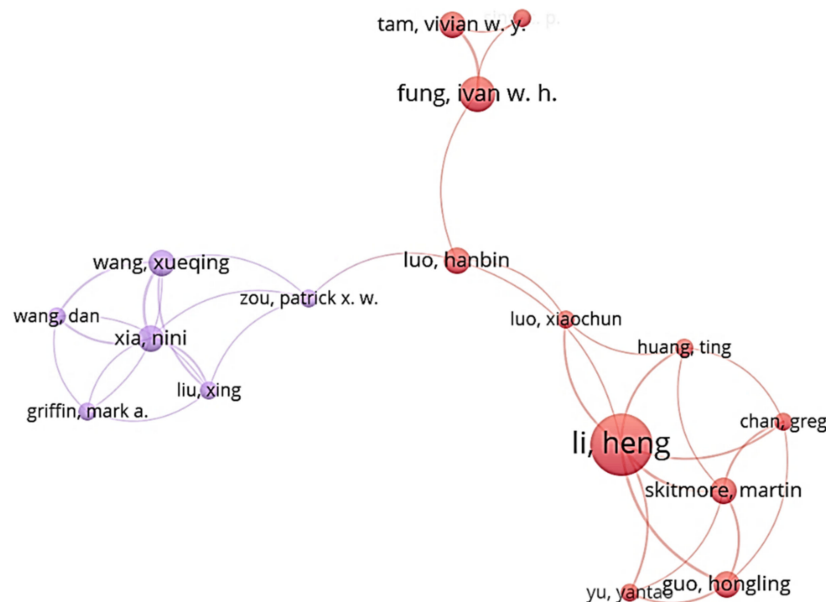 tam, vivian w. y.
fung, ivan w. h.
luo, hanbin
wang, xueqing
zou, patrick x. w.
wang, dan
luo, xiaochun
xia, nini
huang, ting
liu, xing
griffin, mark a.
chan, greg
li, heng
skitmore, martin
guo, hongling
yu, yantao